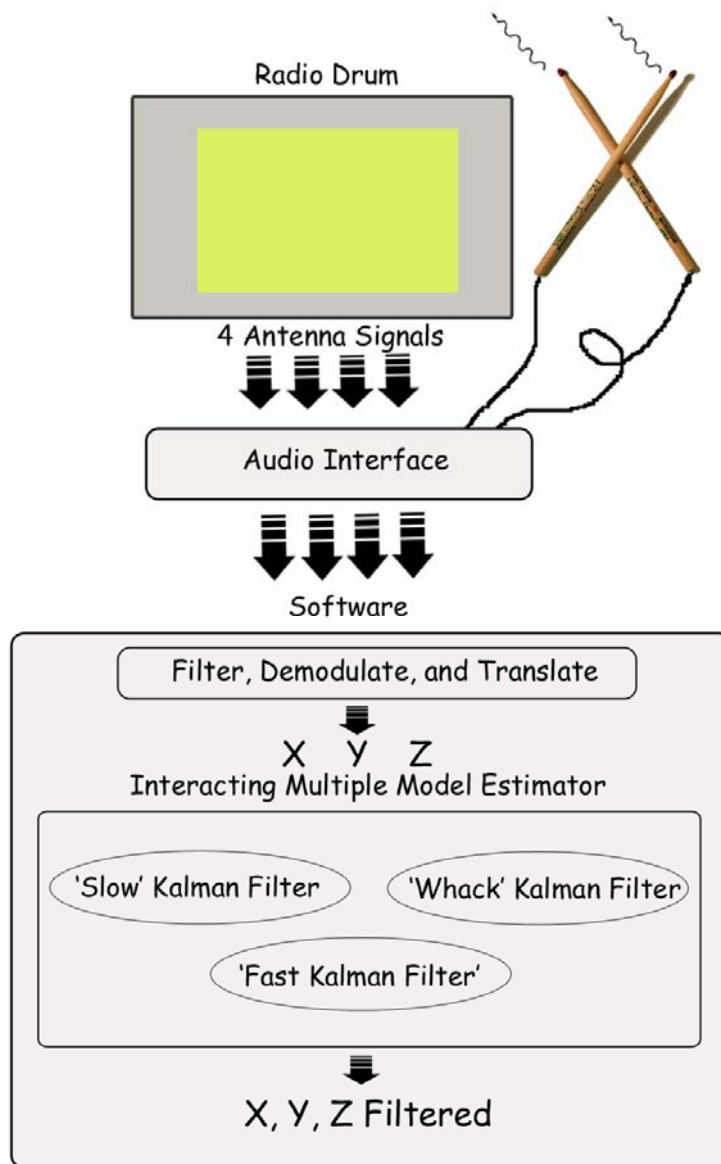 Radio Drum
4 Antenna Signals
Audio Interface
Software
Filter, Demodulate, and Translate
X Y Z
Interacting Multiple Model Estimator
‘Slow’ Kalman Filter
‘Whack’ Kalman Filter
‘Fast Kalman Filter’
X, Y, Z Filtered